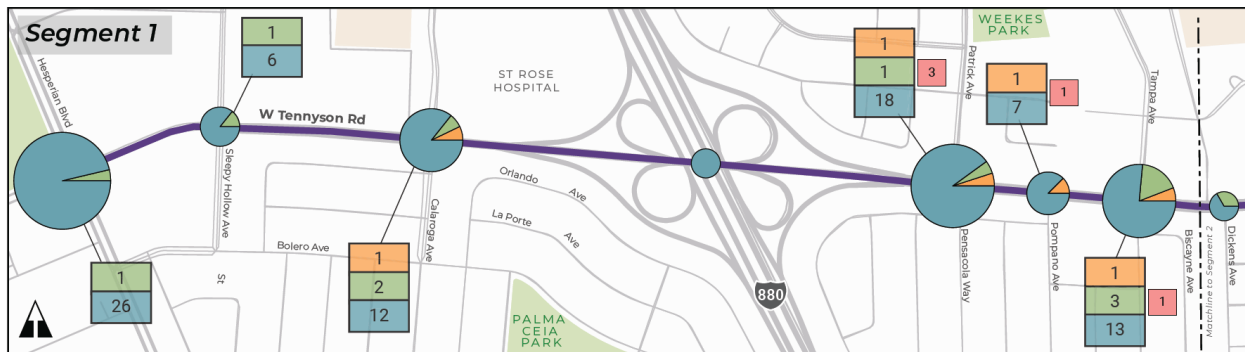 Segment 1
Hesperian Blvd
1
6
W Tennyson Rd
Sleepy Hollow Ave
1
26
St
Bolero Ave
Calaroga Ave
1
2
12
ST ROSE
HOSPITAL
Orlando Ave
La Porte Ave
PALMA
CEIA
PARK
880
1
1
3
18
WEEKES
PARK
Patrick Ave
1
1
7
Tampa Ave
Pensacola Way
Pompano Ave
1
3
1
13
Biscayne Ave
Matchline to Segment 2
Dickens Ave